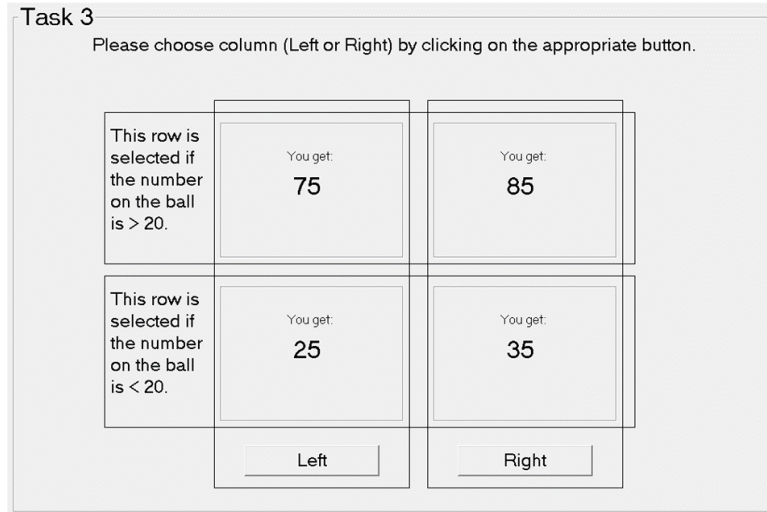 Task 3
Please choose column (Left or Right) by clicking on the appropriate button.
This row is
selected if
the number
on the ball
is > 20.
You get:
75
You get:
85
This row is
selected if
the number
on the ball
is < 20.
You get:
25
You get:
35
Left
Right